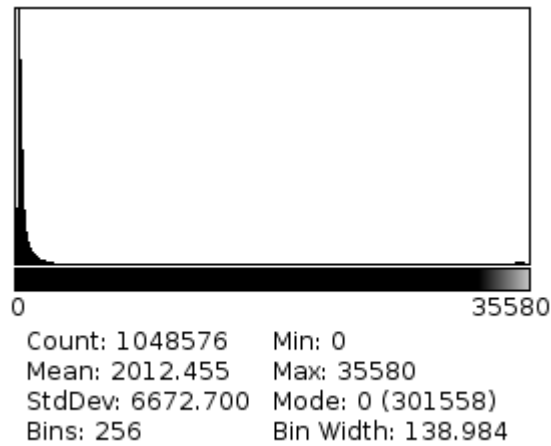 0 35580
Count: 1048576 Min: 0
Mean: 2012.455 Max: 35580
StdDev: 6672.700 Mode: 0 (301558)
Bins: 256 Bin Width: 138.984